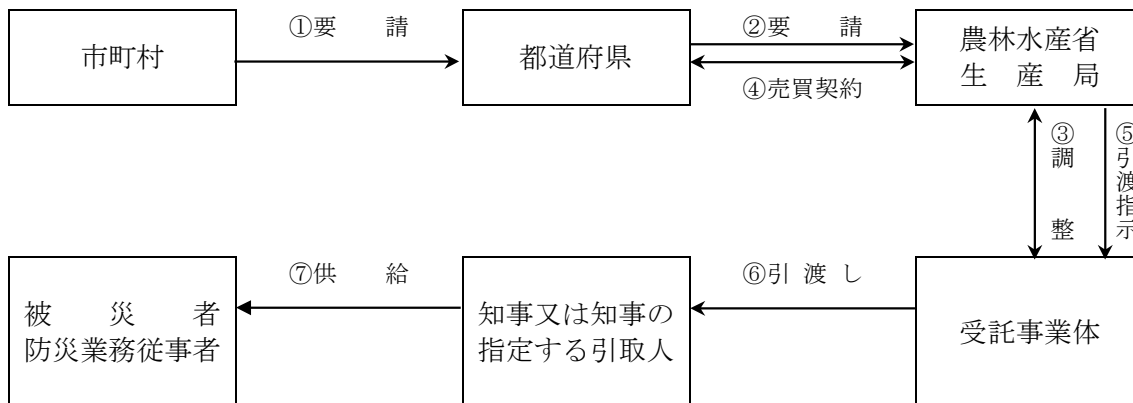 市町村
①要　　請
都道府県
②要　　請
④売買契約
農林水産省
生　産　局
③調　　整
⑤引渡指示
被　　災　　者
防災業務従事者
⑦供　　給
知事又は知事の
指定する引取人
⑥引 渡 し
受託事業体